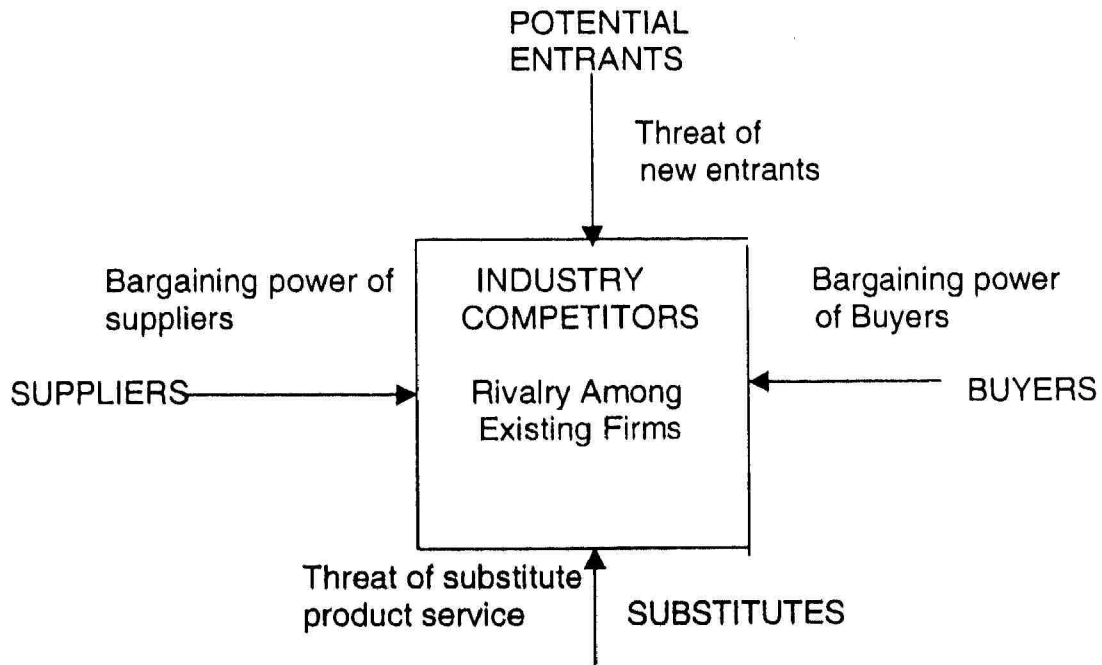 POTENTIAL
ENTRANTS
Threat of
new entrants
Bargaining power of
suppliers
INDUSTRY
COMPETITORS
Bargaining power
of Buyers
SUPPLIERS
Rivalry Among
Existing Firms
BUYERS
Threat of substitute
product service
SUBSTITUTES